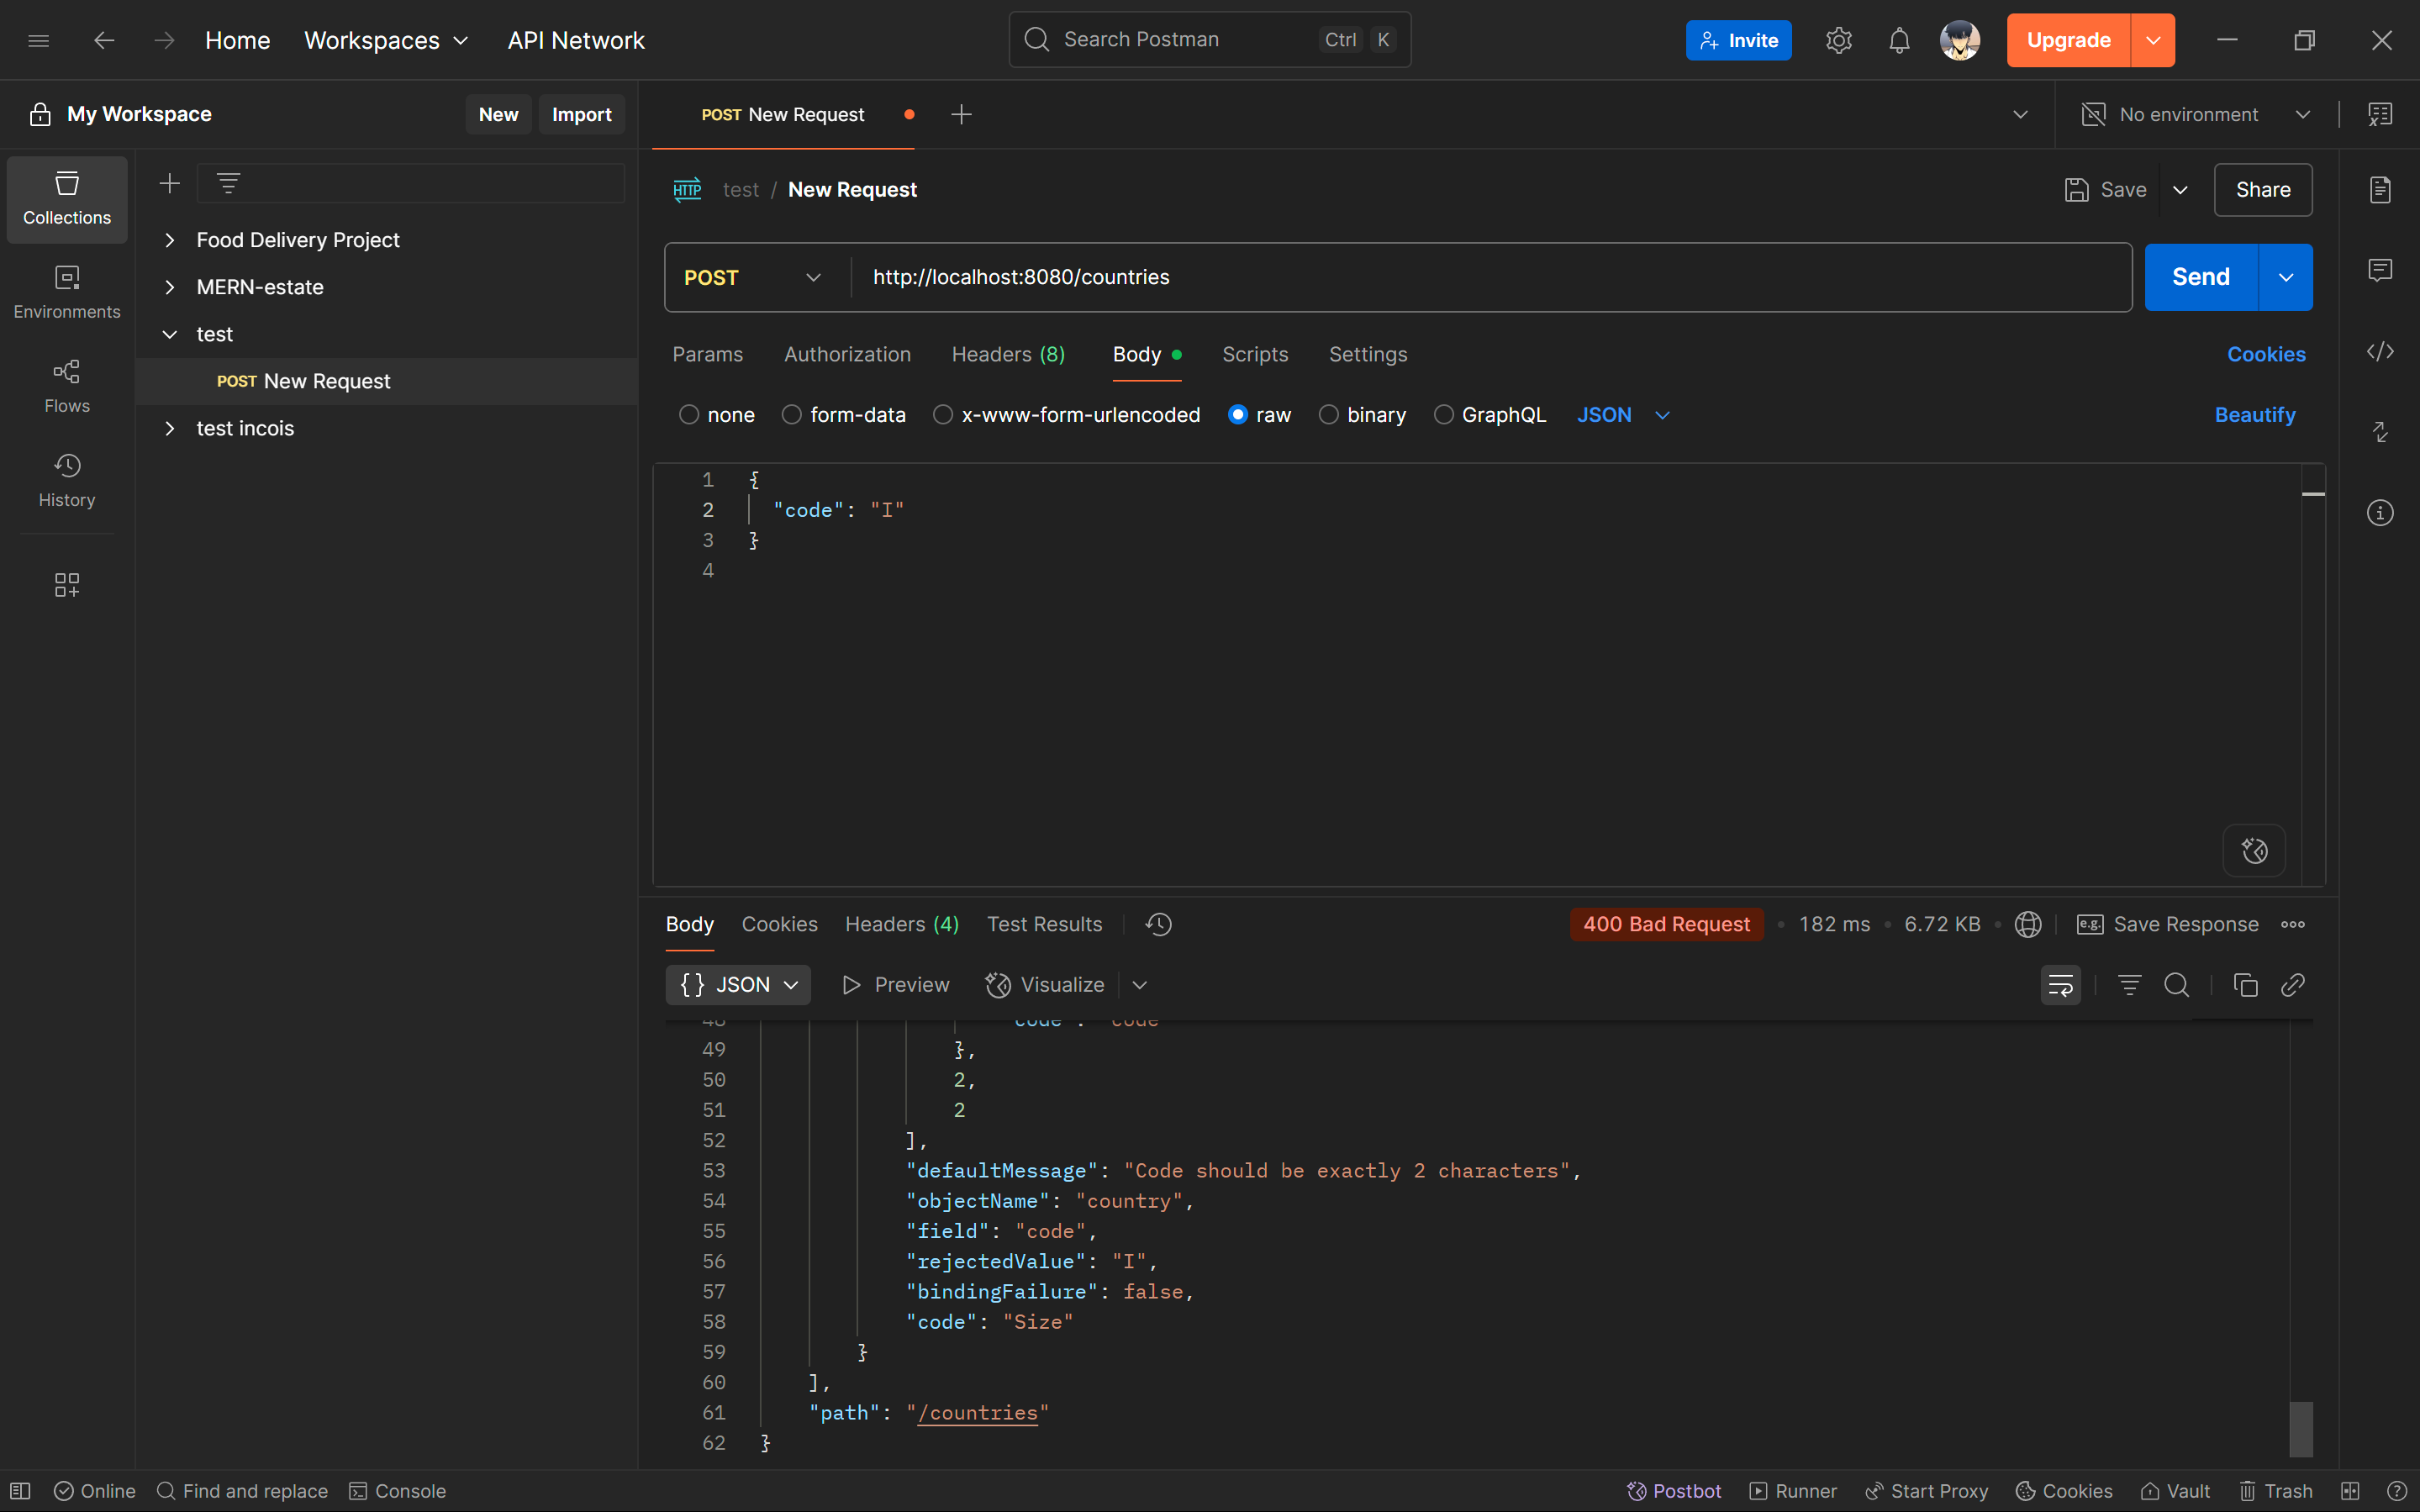 Home Workspaces API Network Search Postman Ctrl K Invite Upgrade
My Workspace New Import POST New Request No environment
Collections
Environments
Flows
History
Food Delivery Project
MERN-estate
test
POST New Request
test incois
HTTP test / New Request Save Share
POST http://localhost:8080/countries Send
Params Authorization Headers (8) Body Scripts Settings Cookies
none form-data x-www-form-urlencoded raw binary GraphQL JSON Beautify
1 {
2 "code": "I"
3 }
4
Body Cookies Headers (4) Test Results 400 Bad Request 182 ms 6.72 KB e.g. Save Response
{} JSON Preview Visualize
48 "code": "code"
49 },
50 2,
51 2
52 ],
53 "defaultMessage": "Code should be exactly 2 characters",
54 "objectName": "country",
55 "field": "code",
56 "rejectedValue": "I",
57 "bindingFailure": false,
58 "code": "Size"
59 }
60 ],
61 "path": "/countries"
62 }
Online Find and replace Console Postbot Runner Start Proxy Cookies Vault Trash